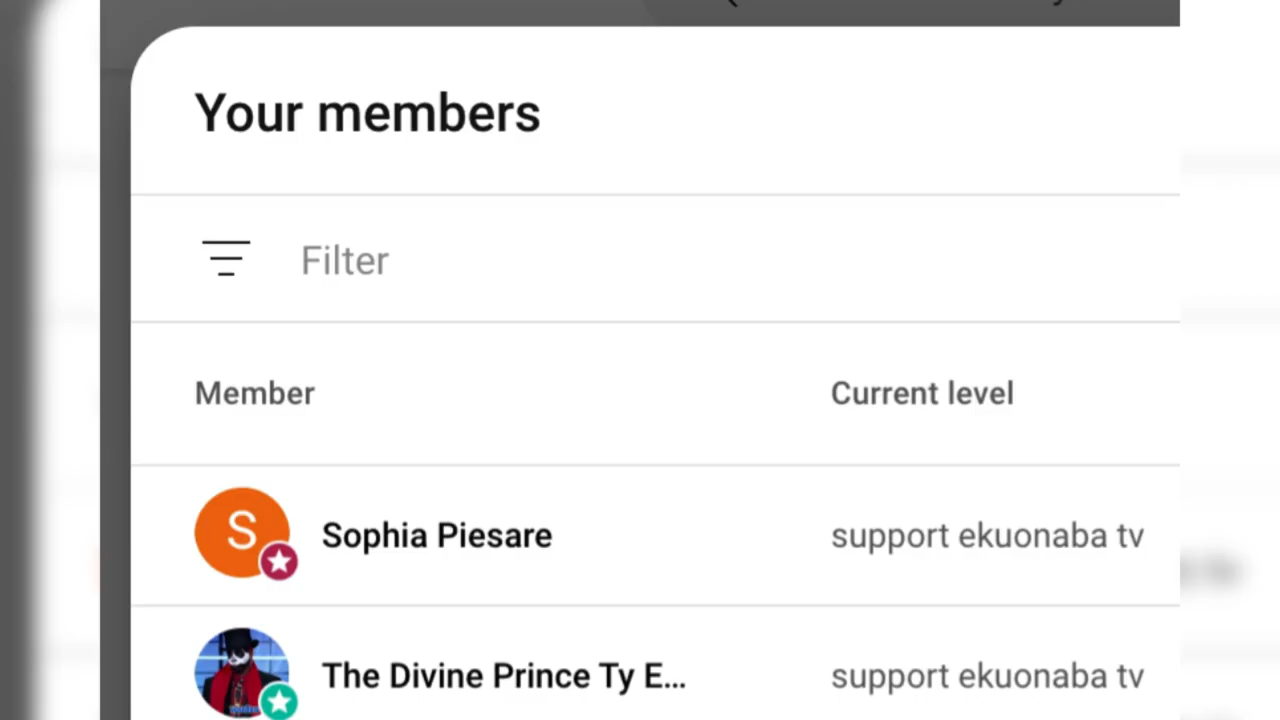 Your members
Filter
Member Current level
S Sophia Piesare support ekuonaba tv
The Divine Prince Ty E... support ekuonaba tv